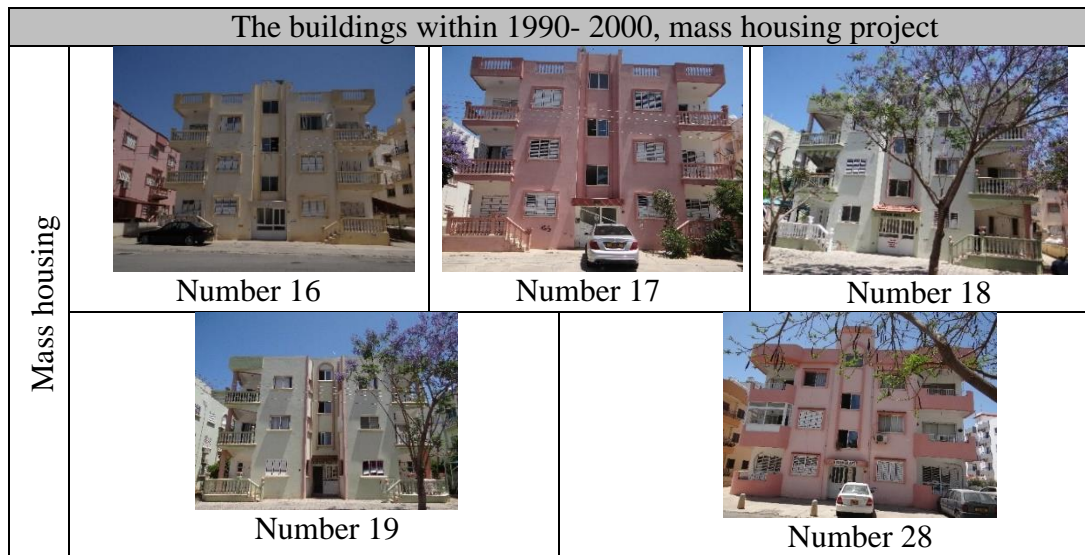 The buildings within 1990- 2000, mass housing project
Mass housing
Number 16
Number 17
Number 18
Number 19
Number 28